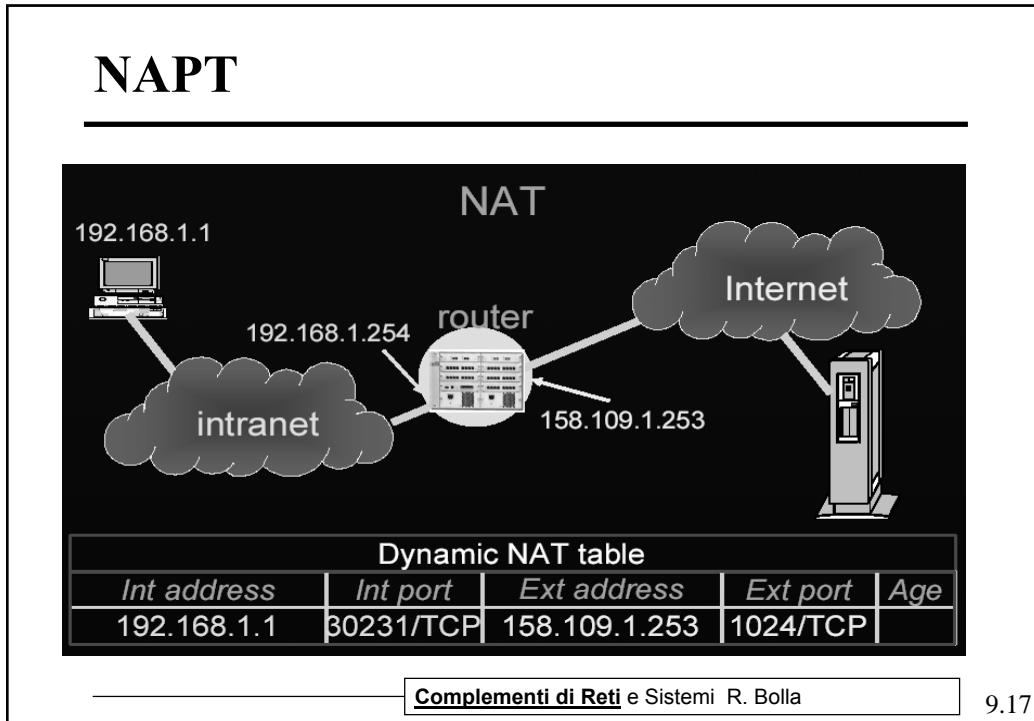 NAPT
NAT
192.168.1.1
Internet
router
192.168.1.254
158.109.1.253
intranet
Dynamic NAT table
Int address Int port Ext address Ext port Age
192.168.1.1 30231/TCP 158.109.1.253 1024/TCP
Complementi di Reti e Sistemi R. Bolla
9.17